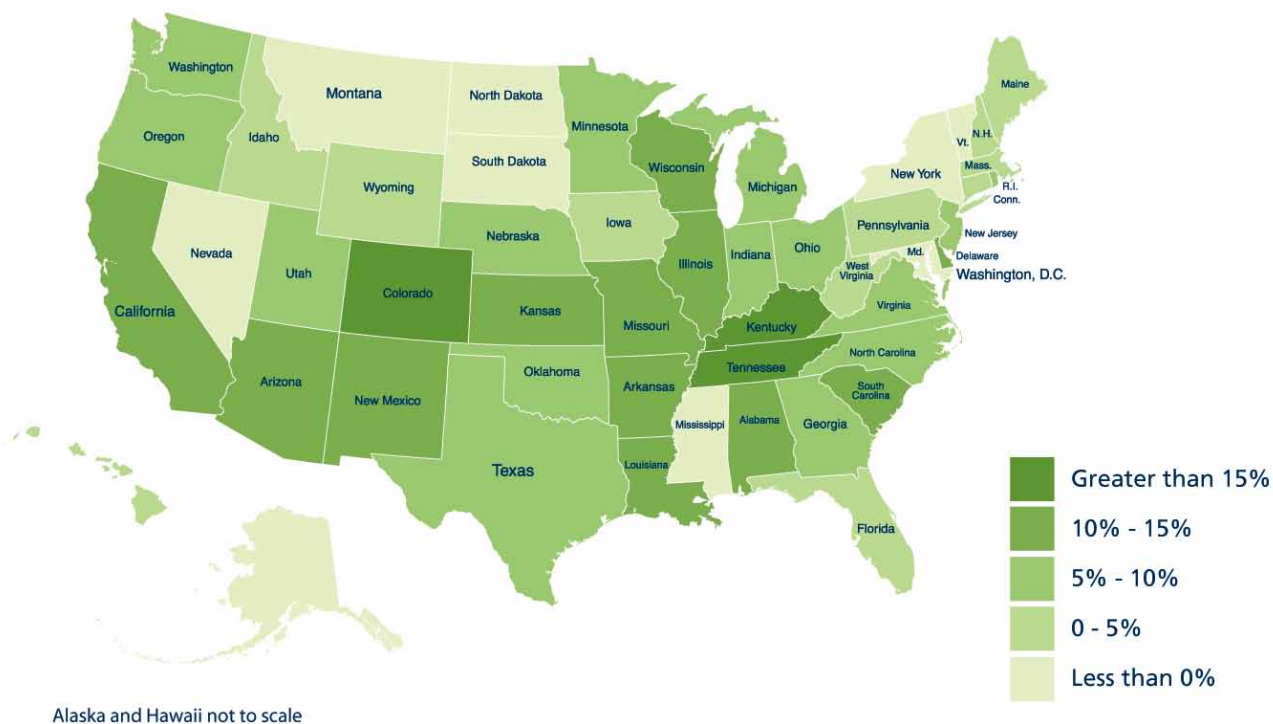 Washington
Oregon
Idaho
Montana
North Dakota
South Dakota
Wyoming
Nevada
Utah
Colorado
California
Arizona
New Mexico
Nebraska
Kansas
Oklahoma
Texas
Minnesota
Iowa
Missouri
Arkansas
Louisiana
Wisconsin
Illinois
Michigan
Indiana
Ohio
Kentucky
Tennessee
Mississippi
Alabama
Georgia
Florida
South
Carolina
North Carolina
Virginia
West
Virginia
Pennsylvania
New York
Vt.
N.H.
Maine
Mass.
R.I.
Conn.
New Jersey
Md.
Delaware
Washington, D.C.
Greater than 15%
10% - 15%
5% - 10%
0 - 5%
Less than 0%
Alaska and Hawaii not to scale